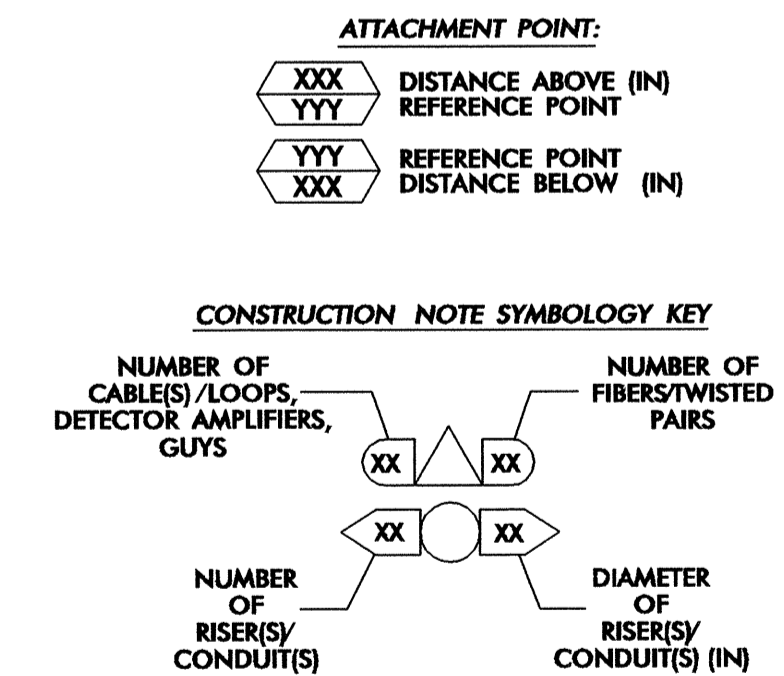 ATTACHMENT POINT:
XXX
YYY
DISTANCE ABOVE (IN)
REFERENCE POINT
YYY
XXX
REFERENCE POINT
DISTANCE BELOW (IN)
CONSTRUCTION NOTE SYMBOLOGY KEY
NUMBER OF
CABLE(S)/LOOPS,
DETECTOR AMPLIFIERS,
GUYS
NUMBER OF
FIBERS/TWISTED
PAIRS
XX
XX
XX
XX
NUMBER
OF
RISER(S)/
CONDUIT(S)
DIAMETER
OF
RISER(S)/
CONDUIT(S) (IN)